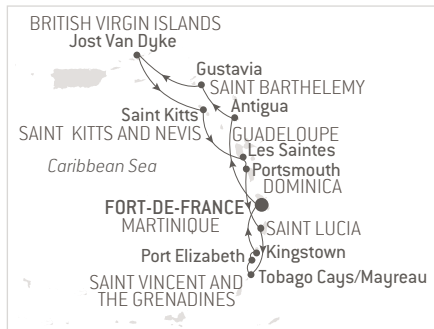 BRITISH VIRGIN ISLANDS
Jost Van Dyke
Gustavia
SAINT BARTHELEMY
Saint Kitts
Antigua
SAINT KITTS AND NEVIS
GUADELOUPE
Les Saintes
Caribbean Sea
Portsmouth
DOMINICA
FORT-DE-FRANCE
MARTINIQUE
SAINT LUCIA
Port Elizabeth
Kingstown
Tobago Cays/Mayreau
SAINT VINCENT AND
THE GRENADINES